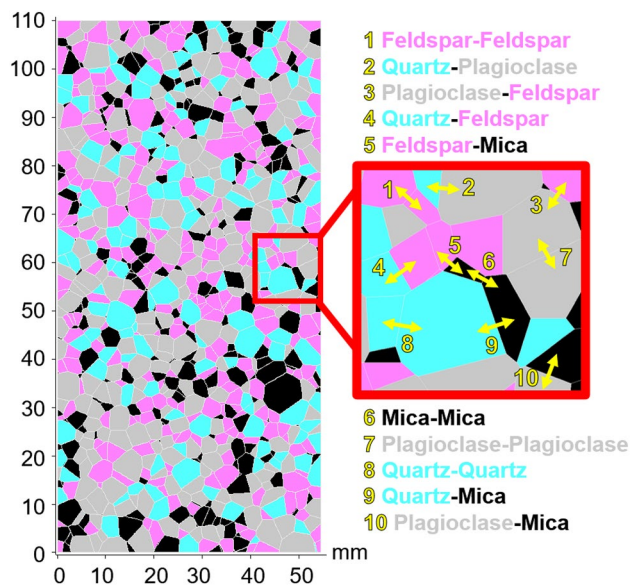 110
100
90
80
70
60
50
40
30
20
10
0
0 10 20 30 40 50 mm
1 Feldspar-Feldspar
2 Quartz-Plagioclase
3 Plagioclase-Feldspar
4 Quartz-Feldspar
5 Feldspar-Mica
1
2
3
4
5
6
7
8
9
10
6 Mica-Mica
7 Plagioclase-Plagioclase
8 Quartz-Quartz
9 Quartz-Mica
10 Plagioclase-Mica